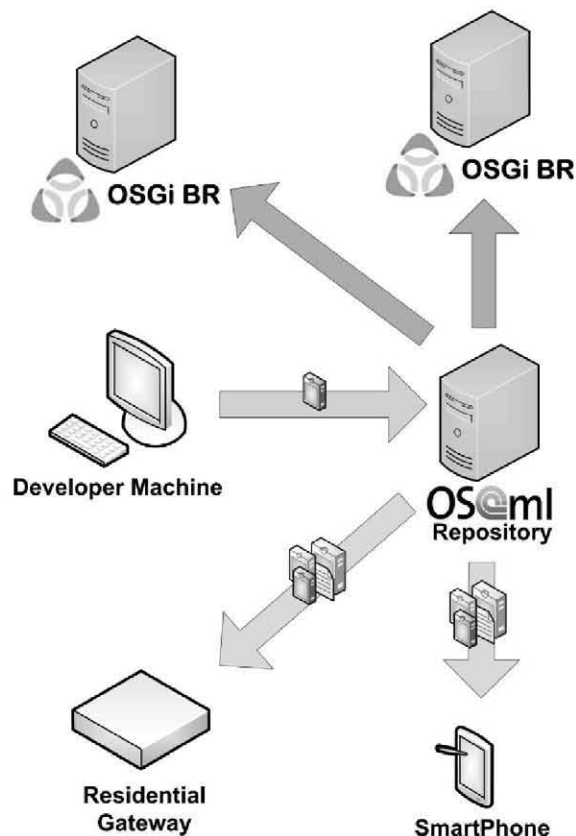 OSGi BR
OSGi BR
Developer Machine
OS@ml
Repository
Residential
Gateway
SmartPhone